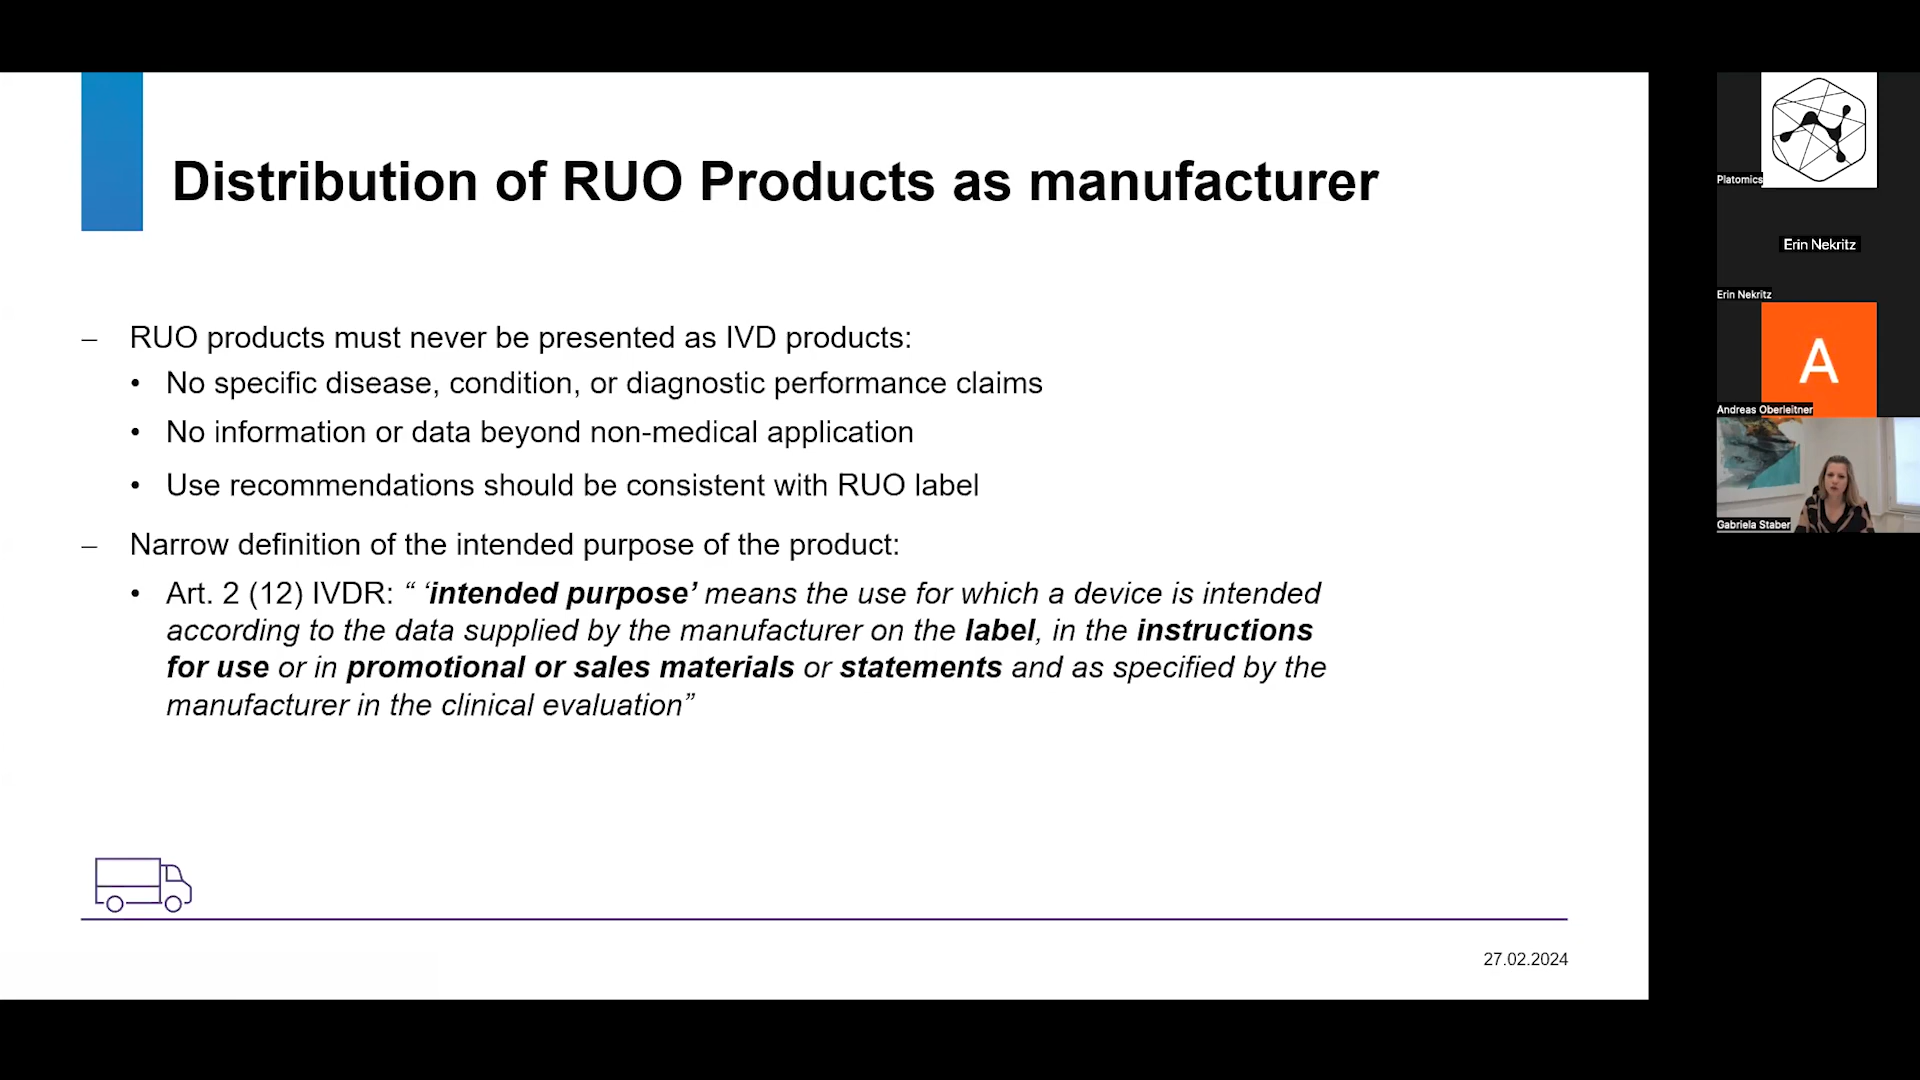 Distribution of RUO Products as manufacturer
– RUO products must never be presented as IVD products:
• No specific disease, condition, or diagnostic performance claims
• No information or data beyond non-medical application
• Use recommendations should be consistent with RUO label
– Narrow definition of the intended purpose of the product:
• Art. 2 (12) IVDR: “ ‘intended purpose’ means the use for which a device is intended
according to the data supplied by the manufacturer on the label, in the instructions
for use or in promotional or sales materials or statements and as specified by the
manufacturer in the clinical evaluation”
27.02.2024
Platomics
Erin Nekritz
Erin Nekritz
A
Andreas Oberleitner
Gabriela Staber